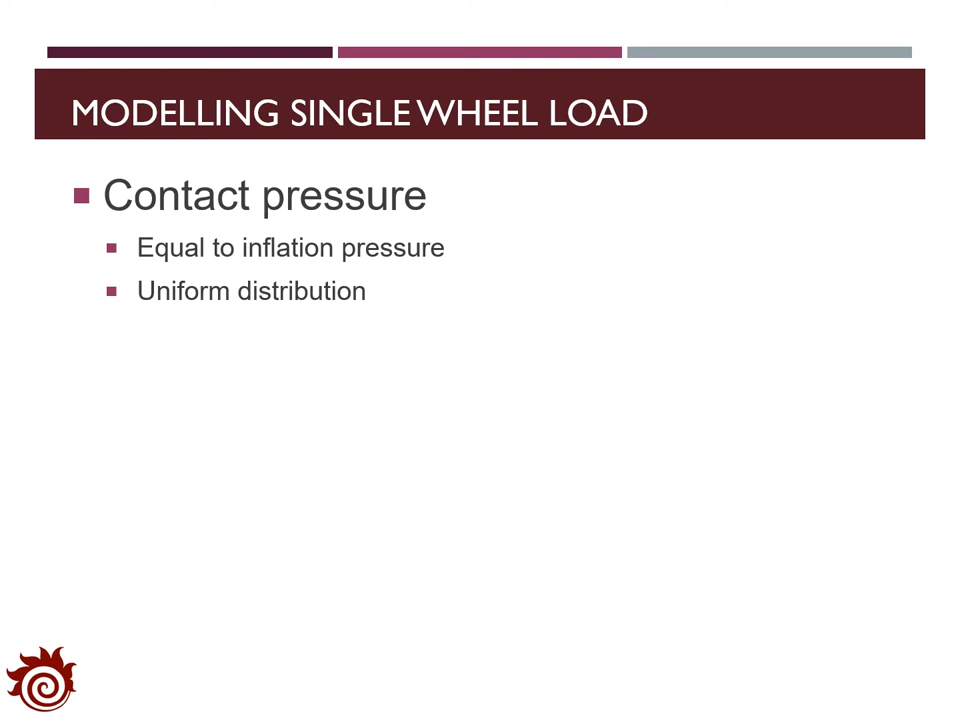 MODELLING SINGLE WHEEL LOAD
Contact pressure
Equal to inflation pressure
Uniform distribution